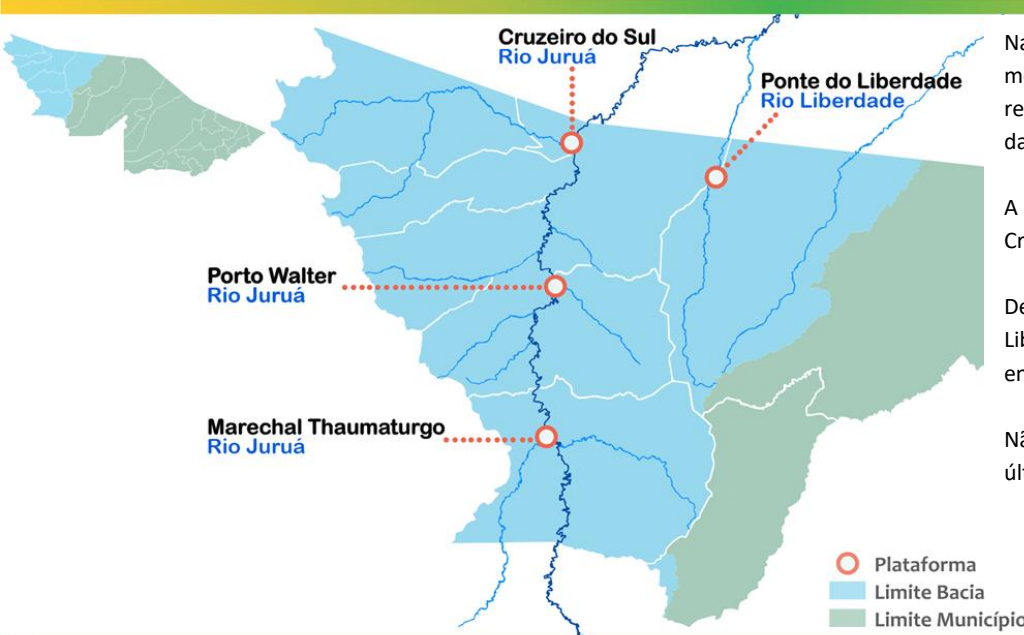 Cruzeiro do Sul
Rio Juruá
Ponte do Liberdade
Rio Liberdade
Porto Walter
Rio Juruá
Marechal Thaumaturgo
Rio Juruá
Plataforma
Limite Bacia
Limite Município
A